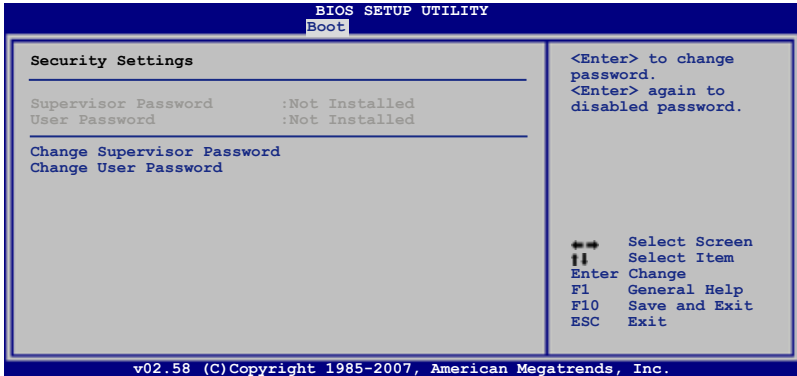 BIOS SETUP UTILITY
Boot
Security Settings
Supervisor Password :Not Installed
User Password :Not Installed
Change Supervisor Password
Change User Password
<Enter> to change
password.
<Enter> again to
disabled password.
←→ Select Screen
↑↓ Select Item
Enter Change
F1 General Help
F10 Save and Exit
ESC Exit
v02.58 (C)Copyright 1985-2007, American Megatrends, Inc.